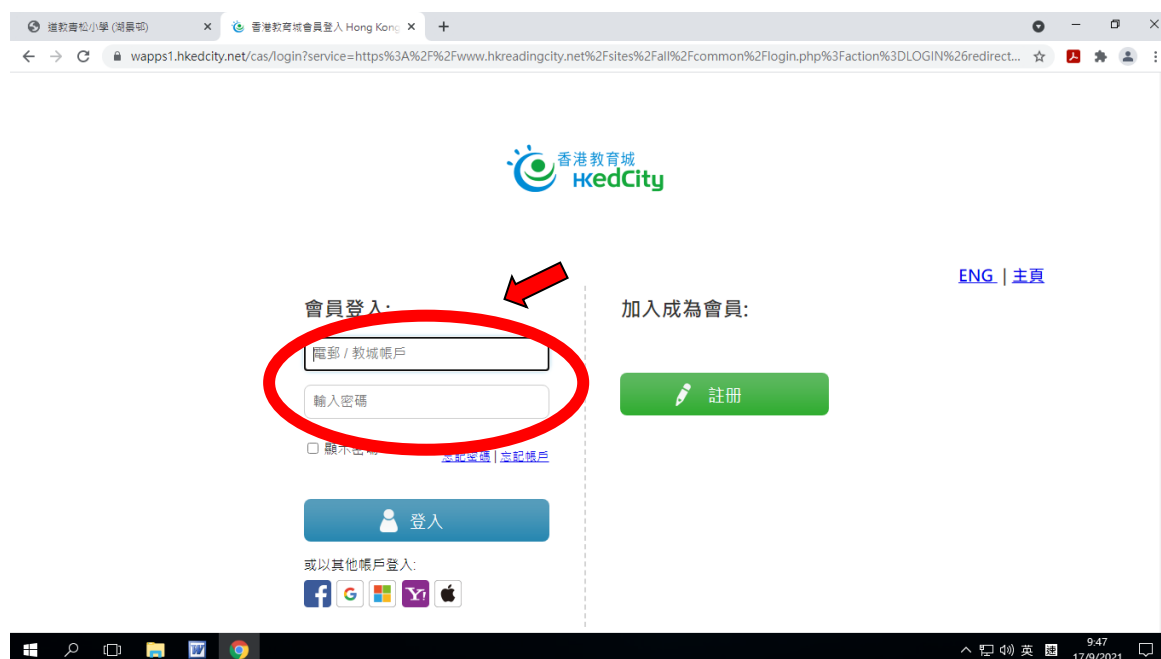 道教青松小學 (湖景邨)
香港教育城會員登入 Hong Kong
wapps1.hkedcity.net/cas/login?service=https%3A%2F%2Fwww.hkreadingcity.net%2Fsites%2Fall%2Fcommon%2Flogin.php%3Faction%3DLOGIN%26redirect...
香港教育城
HKedCity
ENG | 主頁
會員登入:
加入成為會員:
電郵 / 教城帳戶
輸入密碼
註冊
顯示密碼
忘記密碼 | 忘記帳戶
登入
或以其他帳戶登入:
f G Y!
W
英
9:47
17/9/2021